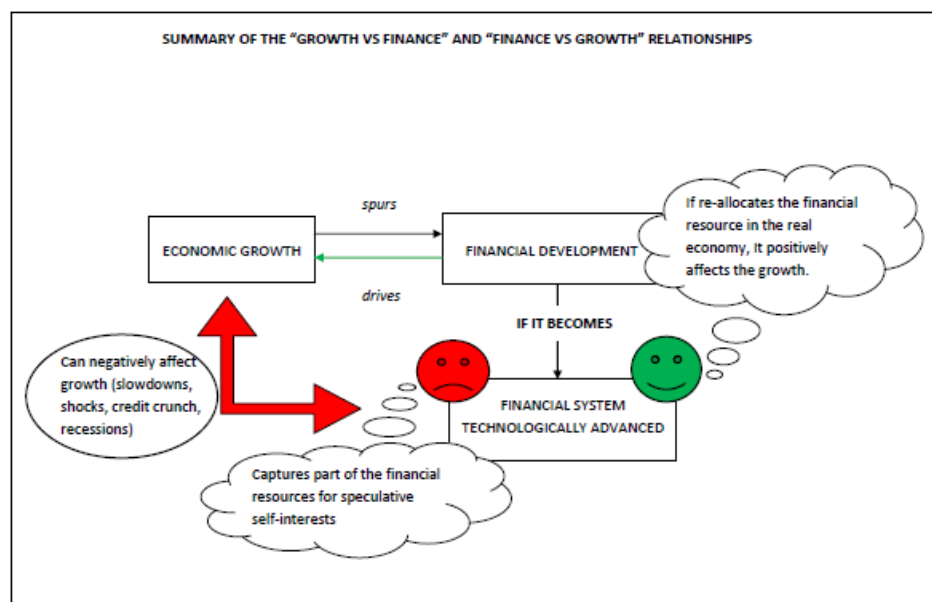 SUMMARY OF THE “GROWTH VS FINANCE” AND “FINANCE VS GROWTH” RELATIONSHIPS
If re-allocates the financial
resource in the real
economy, It positively
affects the growth.
spurs
ECONOMIC GROWTH
FINANCIAL DEVELOPMENT
drives
IF IT BECOMES
Can negatively affect
growth (slowdowns,
shocks, credit crunch,
recessions)
FINANCIAL SYSTEM
TECHNOLOGICALLY ADVANCED
Captures part of the financial
resources for speculative
self-interests